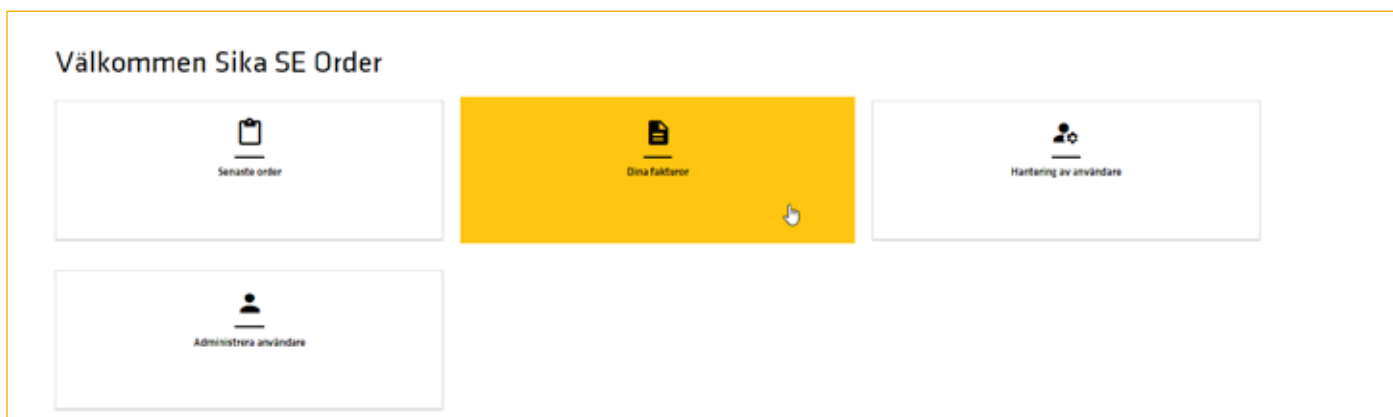 Välkommen Sika SE Order
Senaste order
Dina fakturor
Hantering av användare
Administrera användare